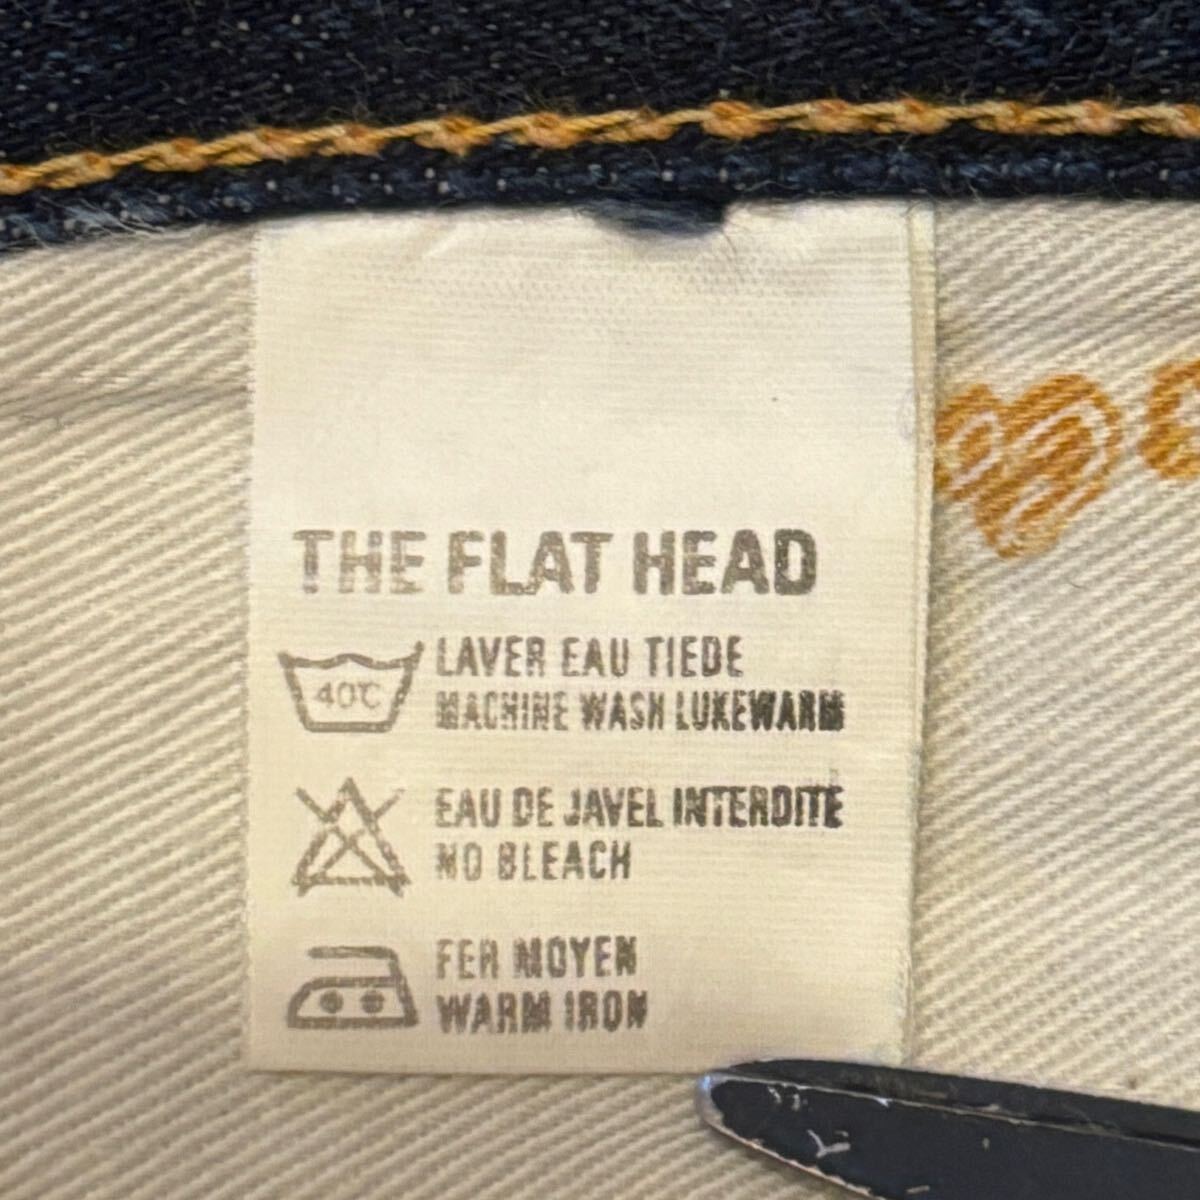 THE FLAT HEAD
40℃
LAVER EAU TIEDE
MACHINE WASH LUKEWARM
EAU DE JAVEL INTERDITE
NO BLEACH
FER MOYEN
WARM IRON